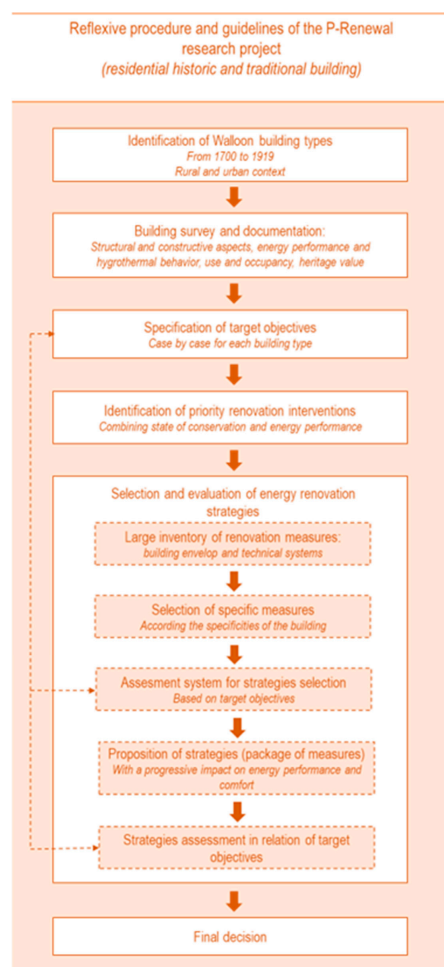 Reflexive procedure and guidelines of the P-Renewal
research project
(residential historic and traditional building)
Identification of Walloon building types
From 1700 to 1919
Rural and urban context
Building survey and documentation:
Structural and constructive aspects, energy performance and
hygrothermal behavior, use and occupancy, heritage value
Specification of target objectives
Case by case for each building type
Identification of priority renovation interventions
Combining state of conservation and energy performance
Selection and evaluation of energy renovation
strategies
Large inventory of renovation measures:
building envelop and technical systems
Selection of specific measures
According the specificities of the building
Assesment system for strategies selection
Based on target objectives
Proposition of strategies (package of measures)
With a progressive impact on energy performance and
comfort
Strategies assessment in relation of target
objectives
Final decision